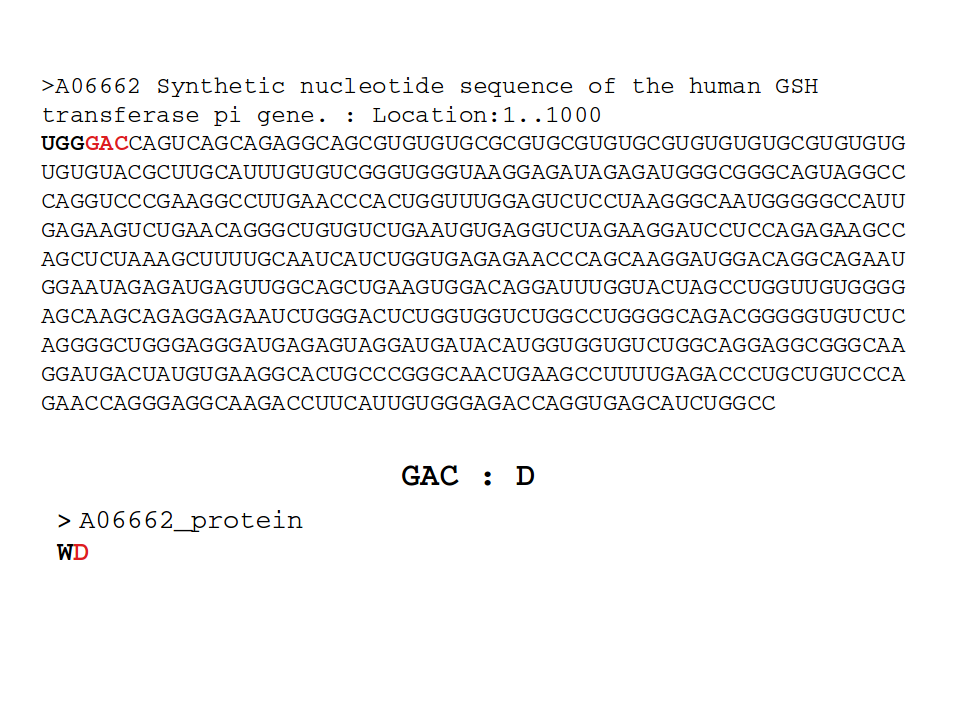 >A06662 Synthetic nucleotide sequence of the human GSH
transferase pi gene. : Location:1..1000
UGGGACCAGUCAGCAGAGGCAGCGUGUGUGCGCGUGCGUGUGCGUGUGUGUGCGUGUGUG
UGUGUACGCUUGCAUUUGUGUCGGGUGGGUAAGGAGAUAGAGAUGGGCGGGCAGUAGGCC
CAGGUCCCGAAGGCCUUGAACCCACUGGUUUGGAGUCUCCUAAGGGCAAUGGGGGCCAUU
GAGAAGUCUGAACAGGGCUGUGUCUGAAUGUGAGGUCUAGAAGGAUCCUCCAGAGAAGCC
AGCUCUAAAGCUUUUGCAAUCAUCUGGUGAGAGAACCCAGCAAGGAUGGACAGGCAGAAU
GGAAUAGAGAUGAGUUGGCAGCUGAAGUGGACAGGAUUUGGUACUAGCCUGGUUGUGGGG
AGCAAGCAGAGGAGAAUCUGGGACUCUGGUGGUCUGGCCUGGGGCAGACGGGGGUGUCUC
AGGGGCUGGGAGGGAUGAGAGUAGGAUGAUACAUGGUGGUGUCUGGCAGGAGGCGGGCAA
GGAUGACUAUGUGAAGGCACUGCCCGGGCAACUGAAGCCUUUUGAGACCCUGCUGUCCCA
GAACCAGGGAGGCAAGACCUUCAUUGUGGGAGACCAGGUGAGCAUCUGGCC
GAC : D
> A06662_protein
WD